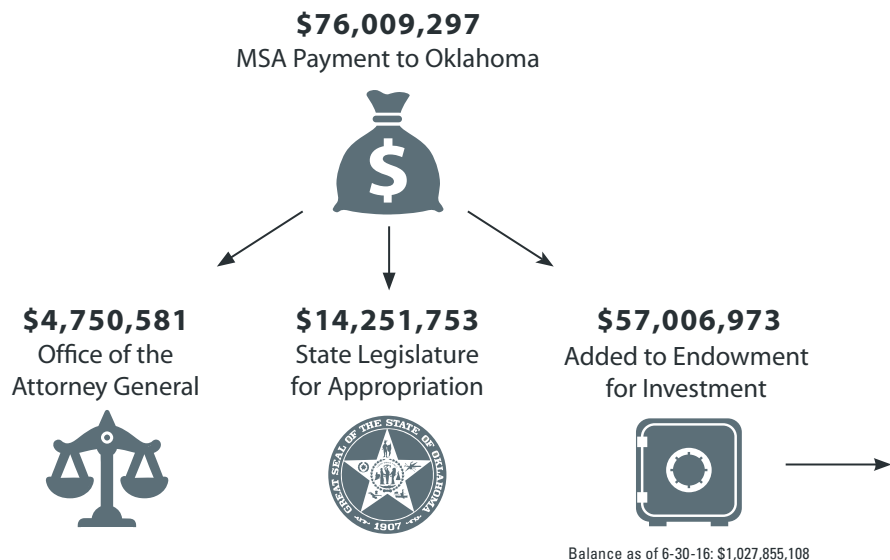 $76,009,297
MSA Payment to Oklahoma
$
$4,750,581
Office of the
Attorney General
$14,251,753
State Legislature
for Appropriation
GREAT SEAL OF THE STATE OF OKLAHOMA
1907
$57,006,973
Added to Endowment
for Investment
Balance as of 6-30-16: $1,027,855,108